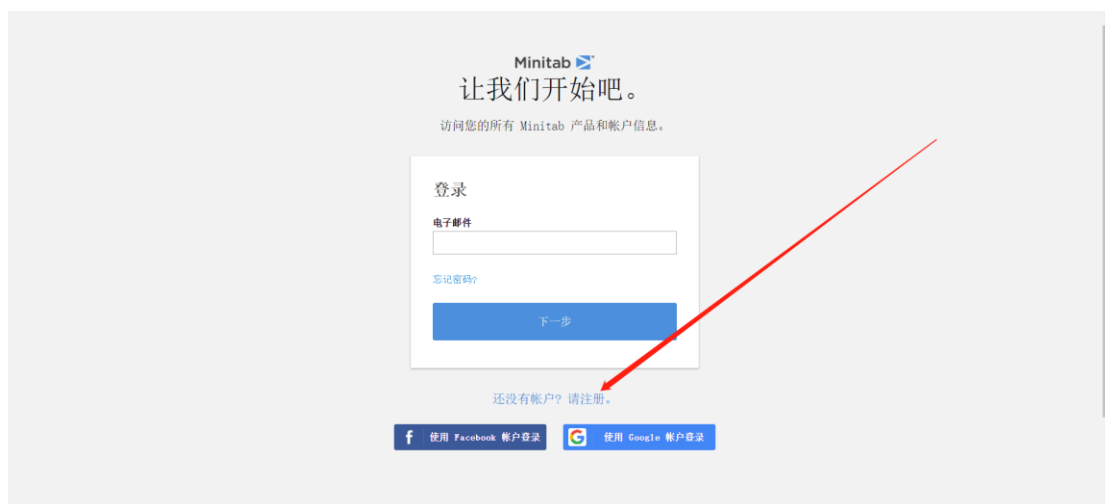 Minitab
让我们开始吧。
访问您的所有 Minitab 产品和帐户信息。
登录
电子邮件
忘记密码?
下一步
还没有帐户? 请注册。
使用 Facebook 帐户登录
使用 Google 帐户登录